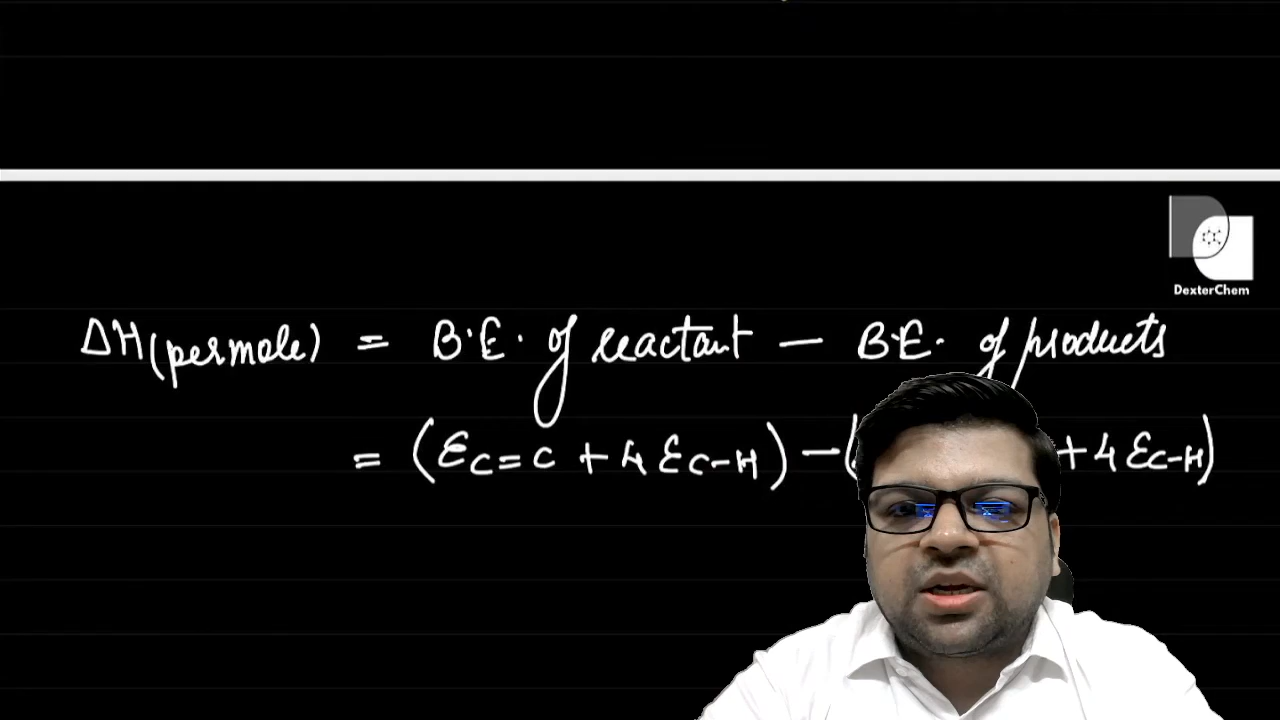 DexterChem
ΔH(per mole) = B.E. of reactant – B.E. of products
= (εC=C + 4 εC–H) – ( + 4 εC–H)